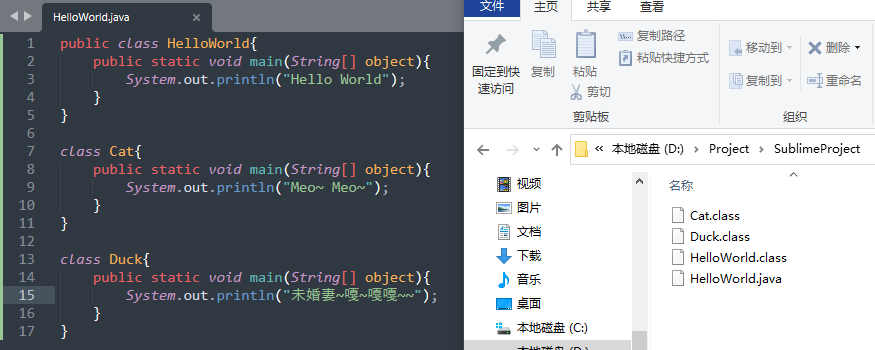 HelloWorld.java
1 public class HelloWorld{
2 public static void main(String[] object){
3 System.out.println("Hello World");
4 }
5 }
6
7 class Cat{
8 public static void main(String[] object){
9 System.out.println("Meo~ Meo~");
10 }
11 }
12
13 class Duck{
14 public static void main(String[] object){
15 System.out.println("未婚妻~嘎~嘎嘎~~");
16 }
17 }
文件 主页 共享 查看
固定到快速访问
复制
粘贴
复制路径
粘贴快捷方式
剪切
剪贴板
移动到
复制到
删除
重命名
组织
« 本地磁盘 (D:) > Project > SublimeProject
视频
图片
文档
下载
音乐
桌面
本地磁盘 (C:)
本地磁盘 (D:)
名称
Cat.class
Duck.class
HelloWorld.class
HelloWorld.java